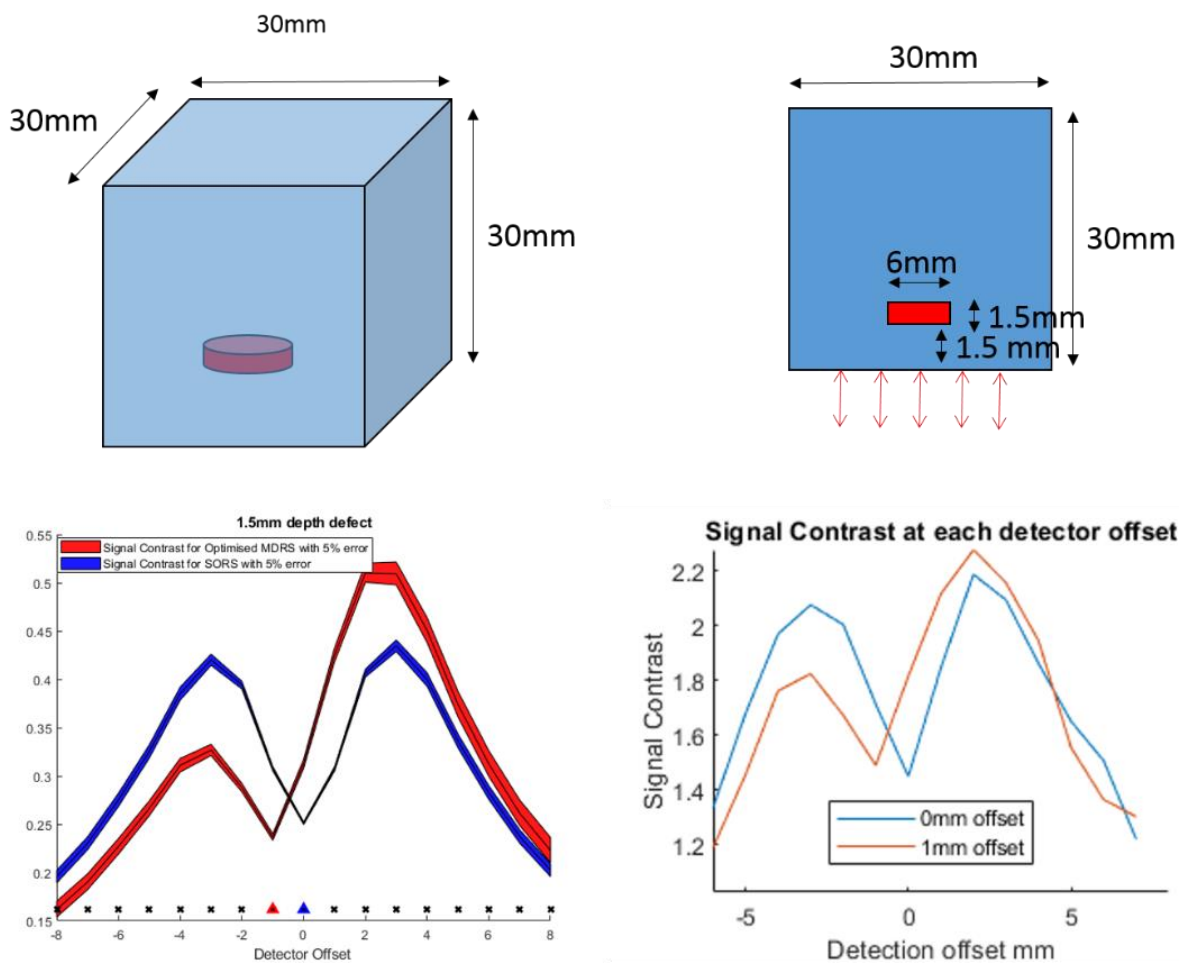 30mm
30mm
30mm
30mm
30mm
6mm
1.5mm
1.5 mm
1.5mm depth defect
Signal Contrast for Optimised MDRS with 5% error
Signal Contrast for SORS with 5% error
0.55
0.5
0.45
0.4
0.35
0.3
0.25
0.2
0.15
-8 -6 -4 -2 0 2 4 6 8
Detector Offset
Signal Contrast at each detector offset
Signal Contrast
2.2
2
1.8
1.6
1.4
1.2
0mm offset
1mm offset
-5 0 5
Detection offset mm